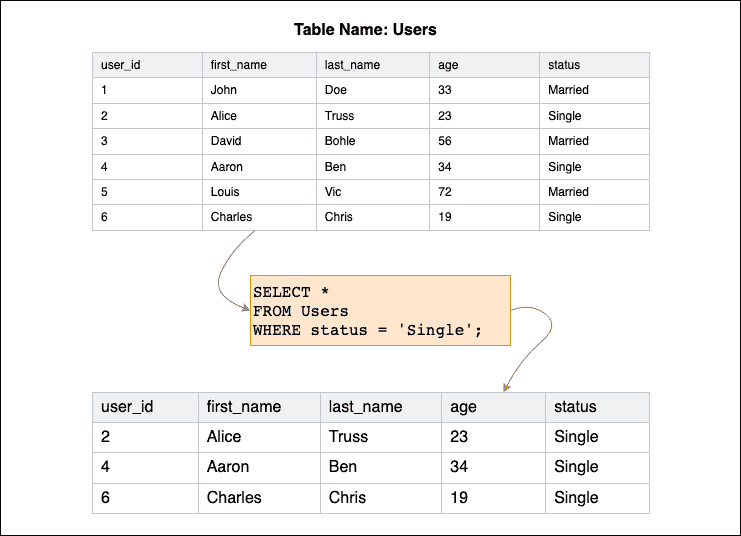 Table Name: Users
user_id first_name last_name age status
1 John Doe 33 Married
2 Alice Truss 23 Single
3 David Bohle 56 Married
4 Aaron Ben 34 Single
5 Louis Vic 72 Married
6 Charles Chris 19 Single
SELECT *
FROM Users
WHERE status = 'Single';
user_id first_name last_name age status
2 Alice Truss 23 Single
4 Aaron Ben 34 Single
6 Charles Chris 19 Single